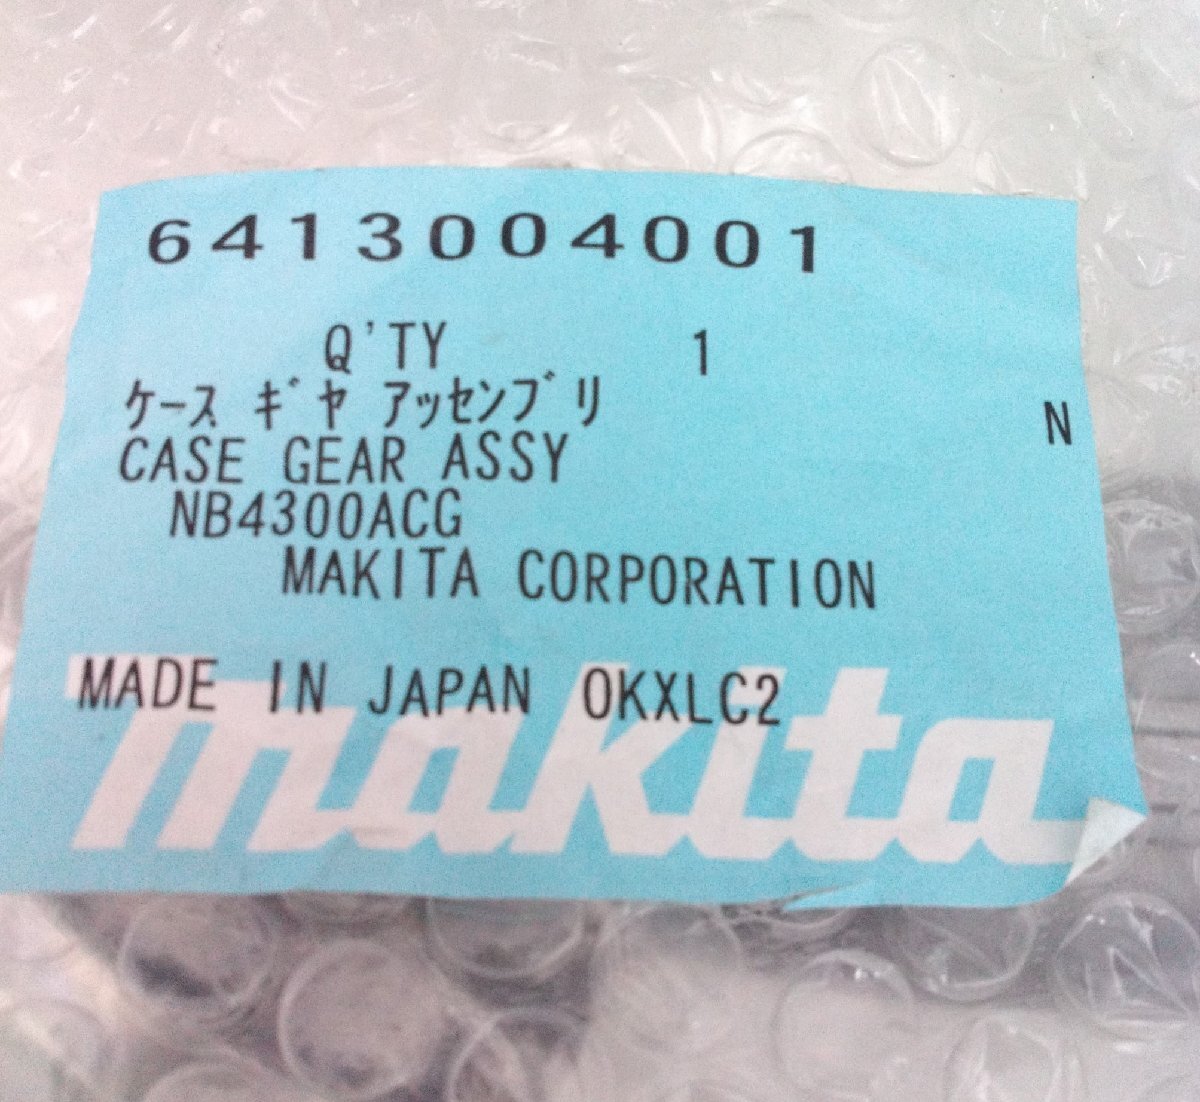 6413004001
Q'TY 1
ｹｰｽ ｷﾞﾔ ｱｯｾﾝﾌﾞﾘ
N
CASE GEAR ASSY
NB4300ACG
MAKITA CORPORATION
MADE IN JAPAN 0KXLC2
makita